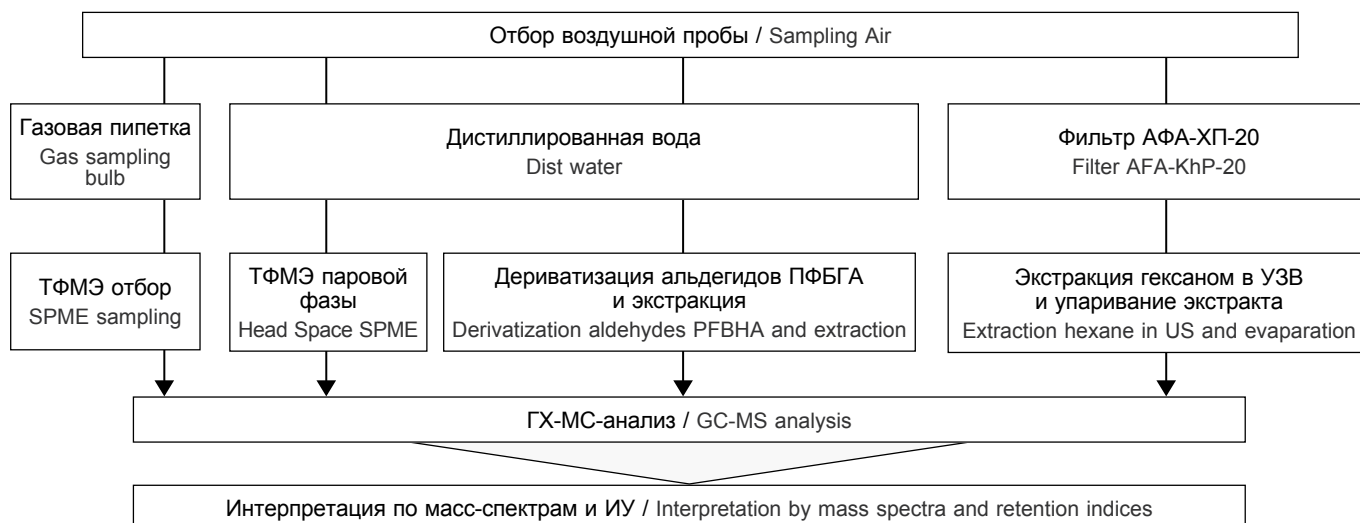 Отбор воздушной пробы / Sampling Air
Газовая пипетка
Gas sampling
bulb
Дистиллированная вода
Dist water
Фильтр АФА-ХП-20
Filter AFA-KhP-20
ТФМЭ отбор
SPME sampling
ТФМЭ паровой
фазы
Head Space SPME
Дериватизация альдегидов ПФБГА
и экстракция
Derivatization aldehydes PFBHA and extraction
Экстракция гексаном в УЗВ
и упаривание экстракта
Extraction hexane in US and evaparation
ГХ-МС-анализ / GC-MS analysis
Интерпретация по масс-спектрам и ИУ / Interpretation by mass spectra and retention indices